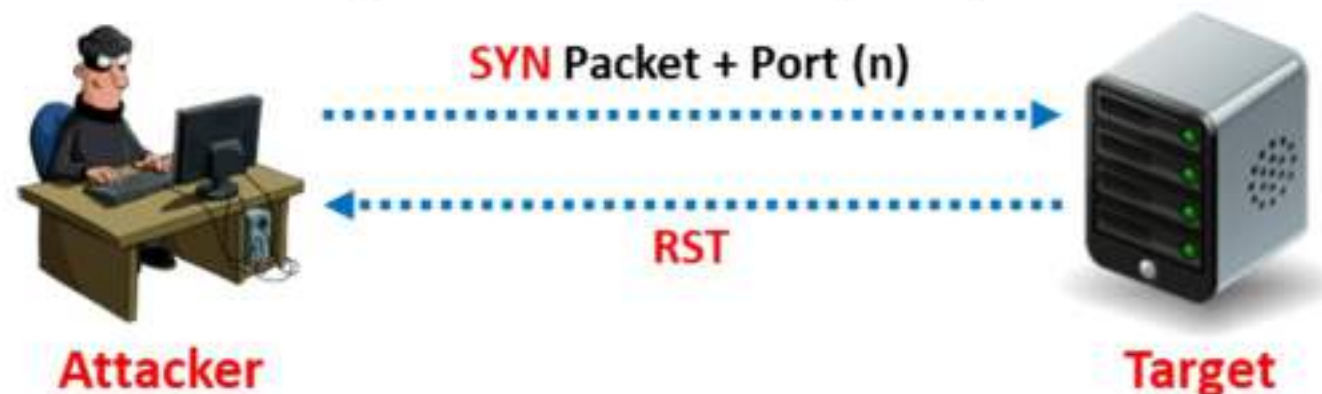 SYN Packet + Port (n)
RST
Attacker
Target